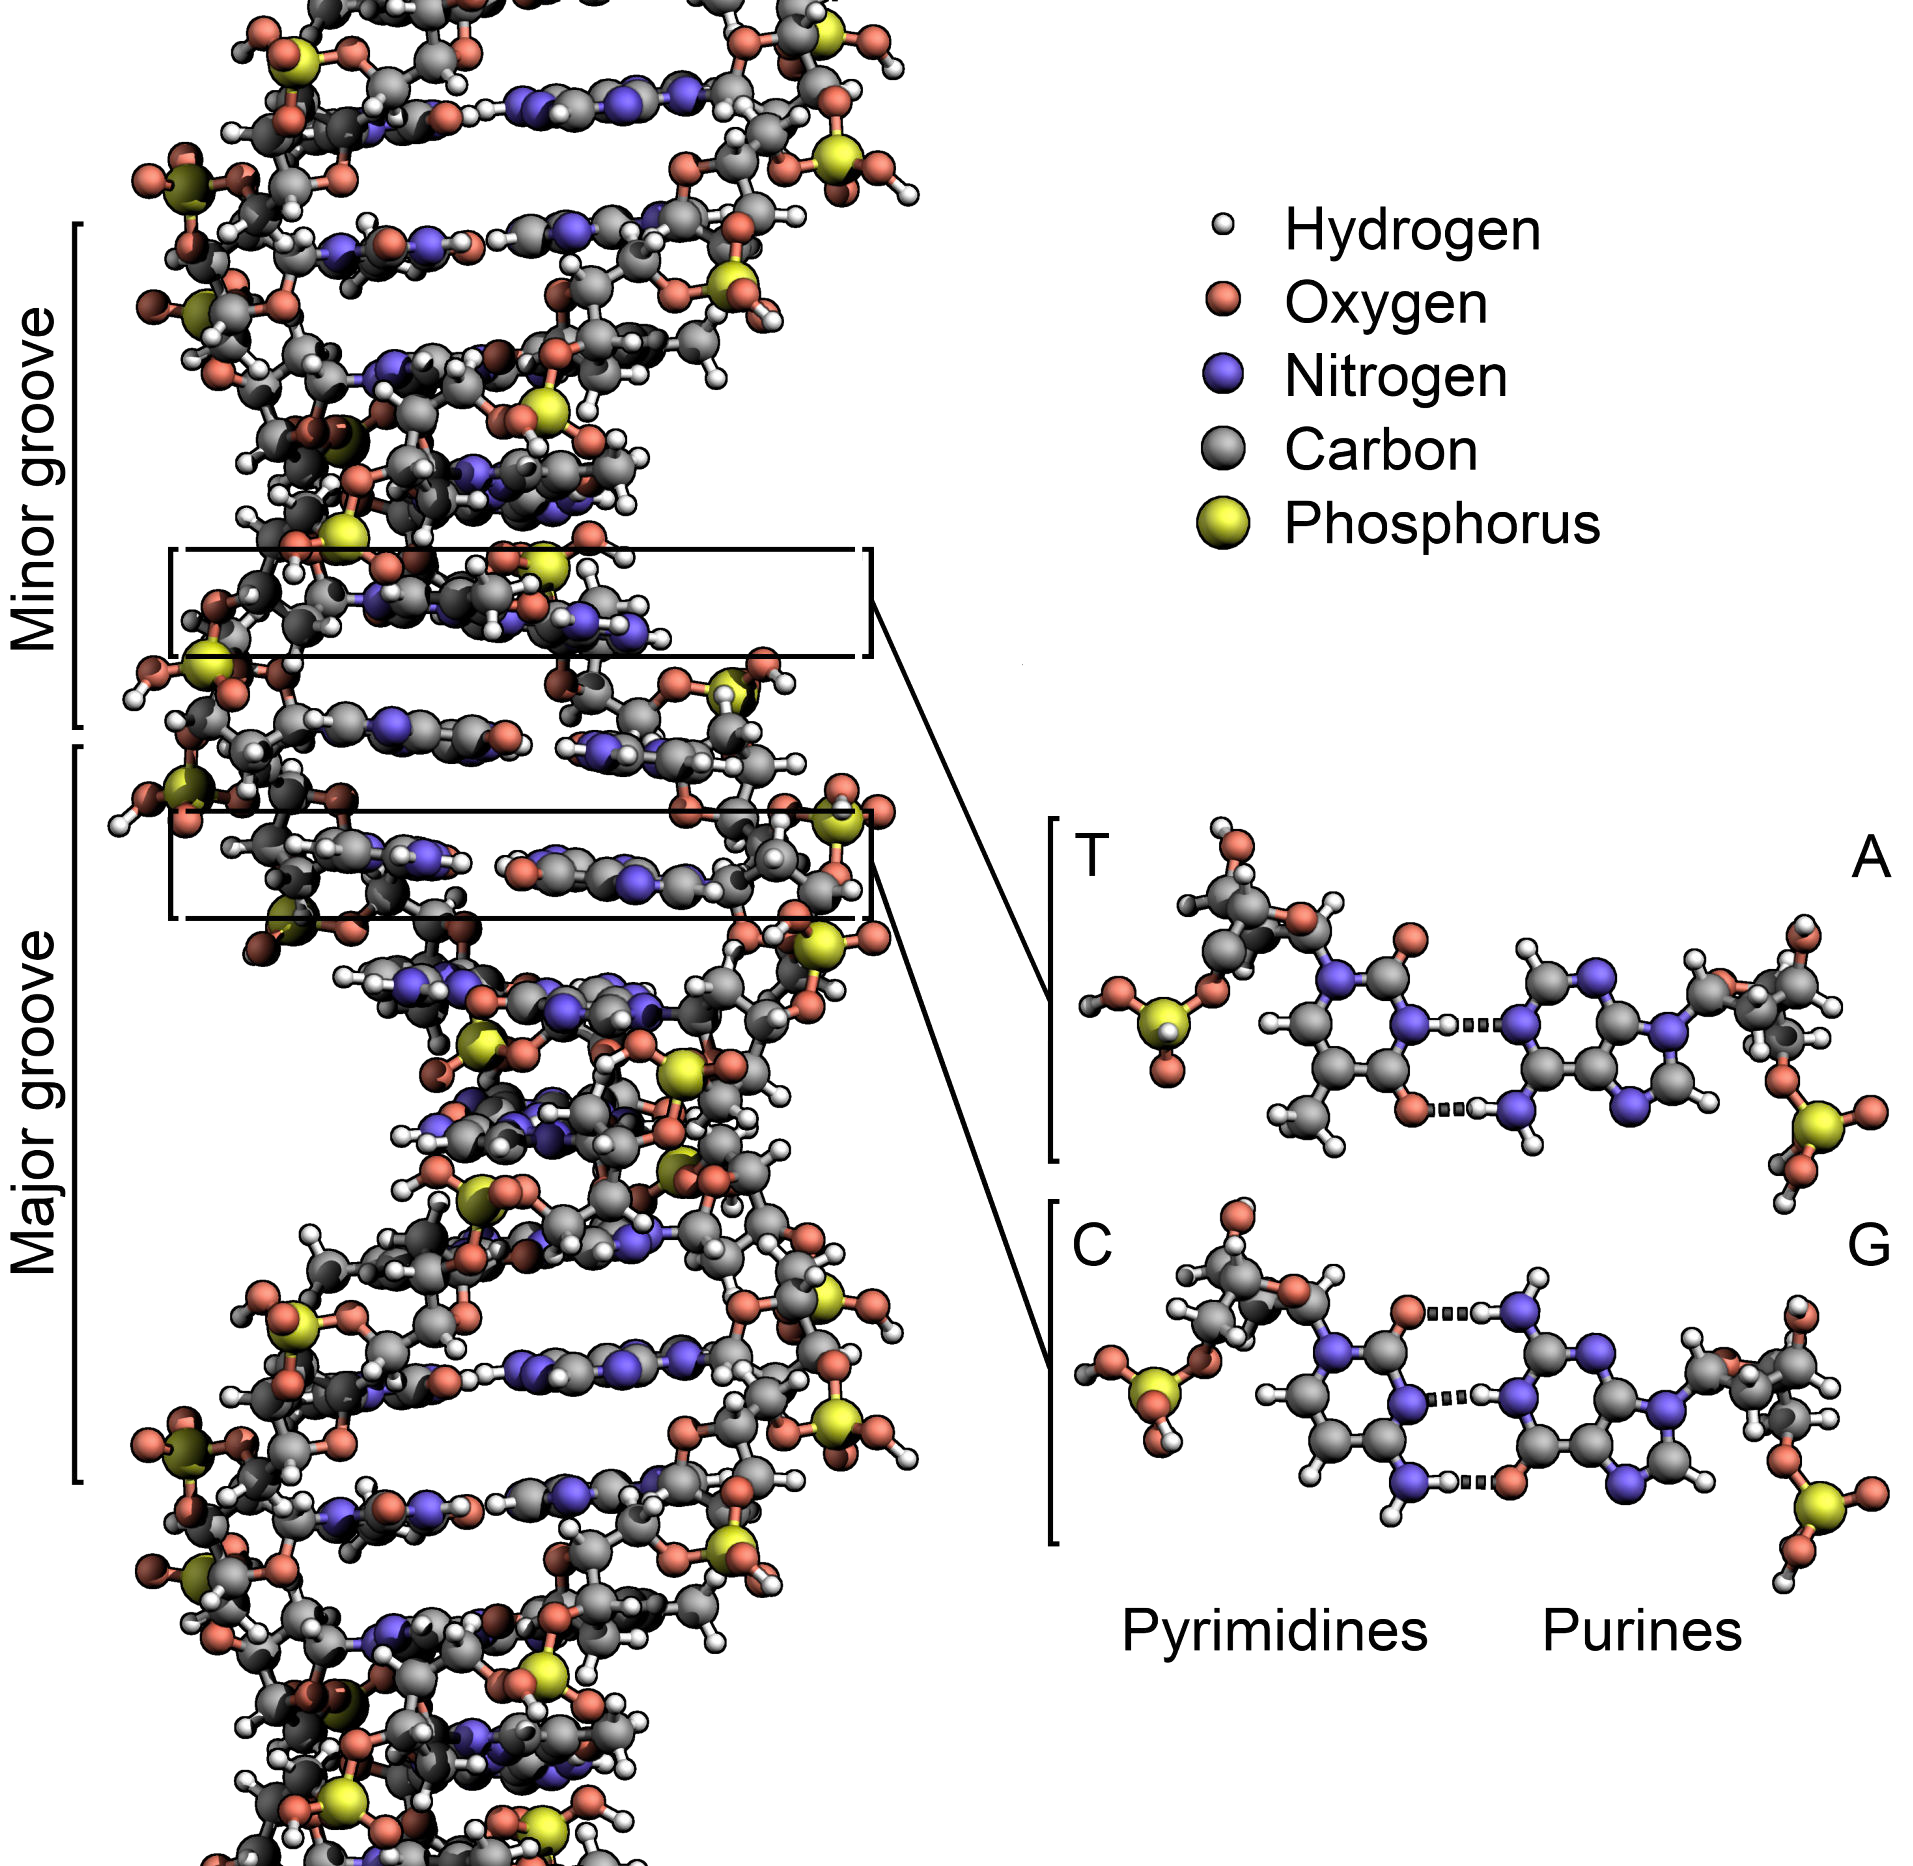 Minor groove
Major groove
Hydrogen
Oxygen
Nitrogen
Carbon
Phosphorus
T
A
C
G
Pyrimidines
Purines